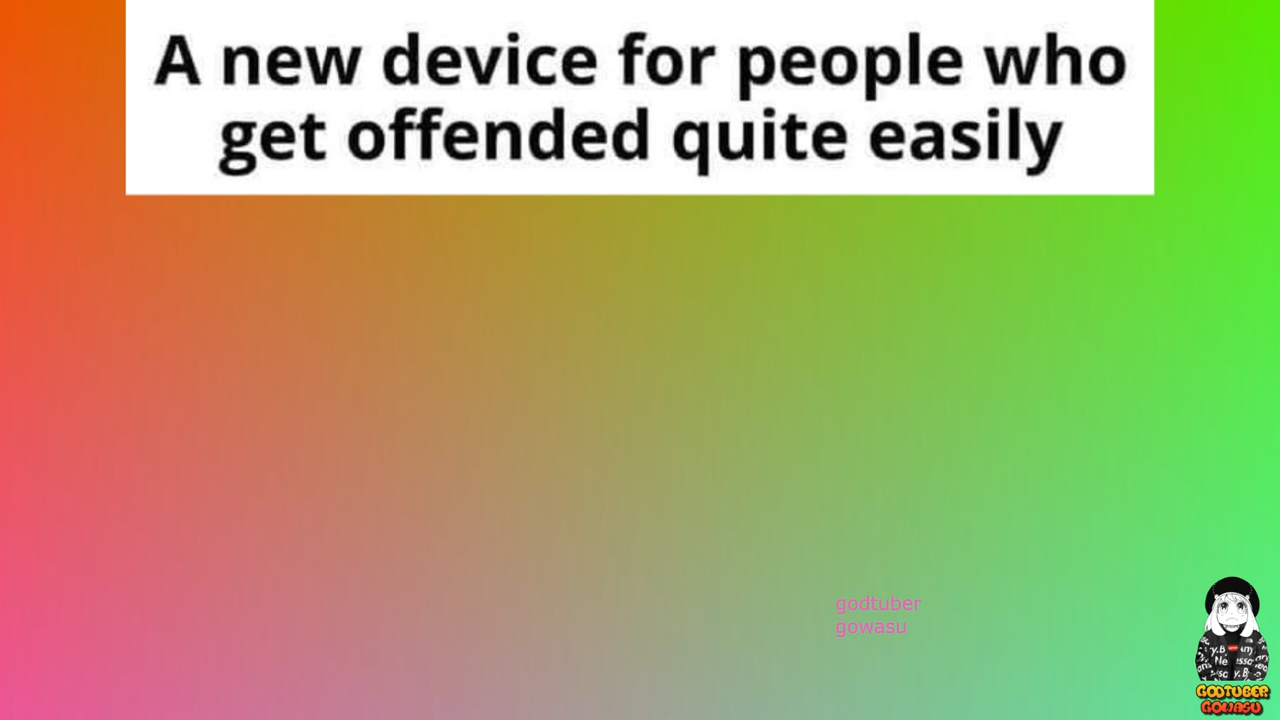 A new device for people who
get offended quite easily
godtuber
gowasu
GODTUBER
GOWASU